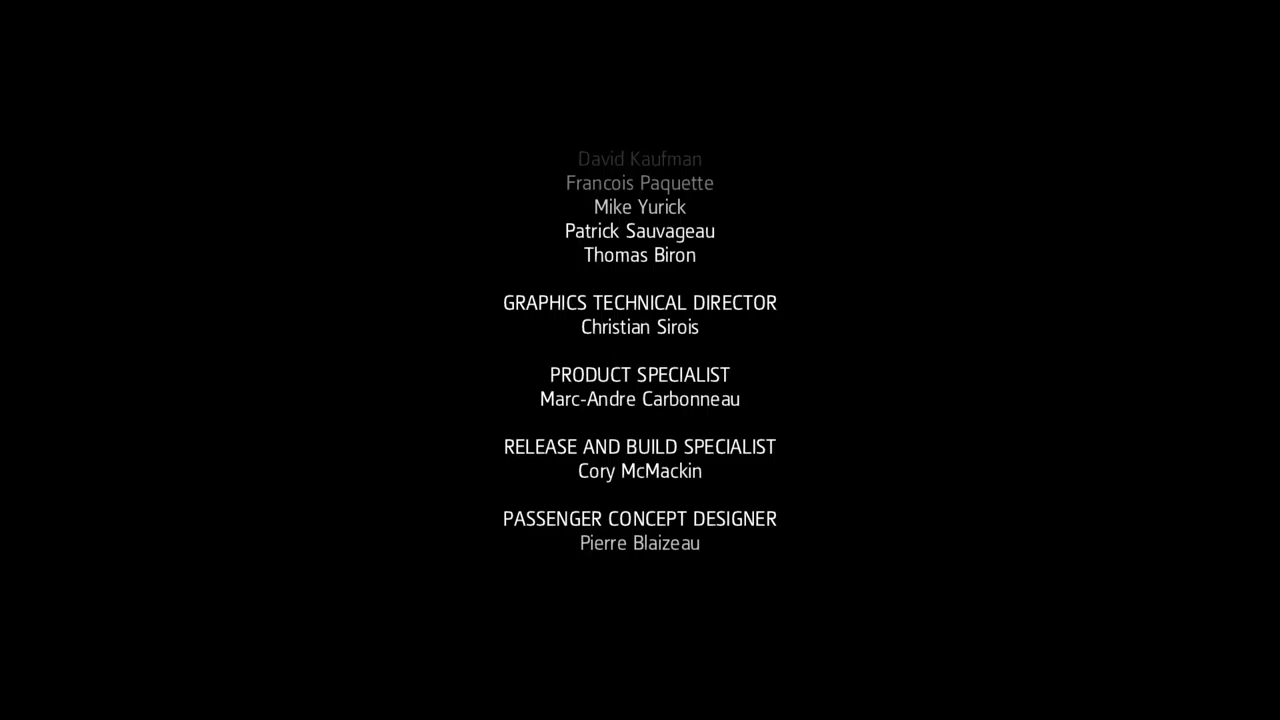 David Kaufman
Francois Paquette
Mike Yurick
Patrick Sauvageau
Thomas Biron
GRAPHICS TECHNICAL DIRECTOR
Christian Sirois
PRODUCT SPECIALIST
Marc-Andre Carbonneau
RELEASE AND BUILD SPECIALIST
Cory McMackin
PASSENGER CONCEPT DESIGNER
Pierre Blaizeau